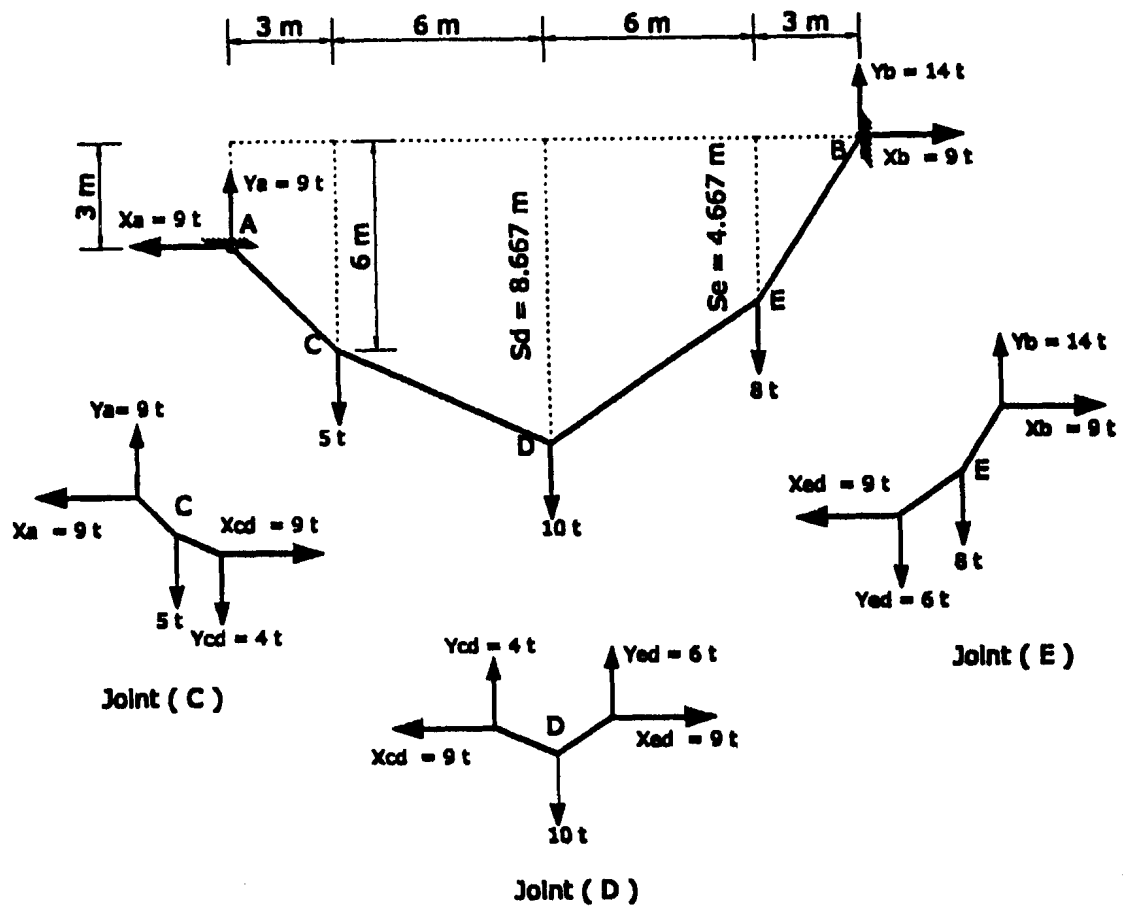 3 m
6 m
6 m
3 m
Yb = 14 t
B
Xb = 9 t
3 m
Ya = 9 t
Xa = 9 t
A
6 m
Sd = 8.667 m
Se = 4.667 m
E
C
5 t
D
10 t
8 t
Ya= 9 t
C
Xa = 9 t
Xcd = 9 t
5 t
Ycd = 4 t
Joint ( C )
Yb = 14 t
Xb = 9 t
E
Xed = 9 t
8 t
Yed = 6 t
Joint ( E )
Ycd = 4 t
Yed = 6 t
D
Xcd = 9 t
Xed = 9 t
10 t
Joint ( D )